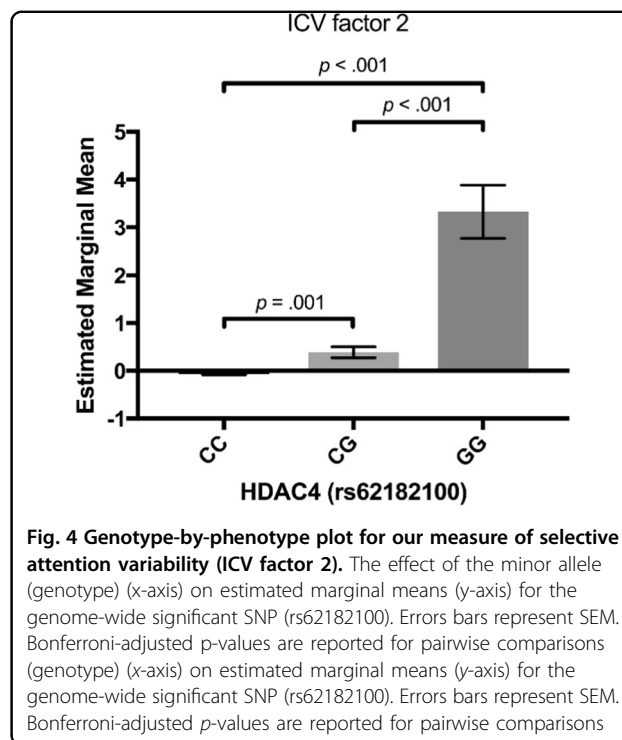 ICV factor 2
p < .001
p < .001
p = .001
Estimated Marginal Mean
5
4
3
2
1
0
-1
CC
CG
GG
HDAC4 (rs62182100)
Fig. 4 Genotype-by-phenotype plot for our measure of selective
attention variability (ICV factor 2). The effect of the minor allele
(genotype) (x-axis) on estimated marginal means (y-axis) for the
genome-wide significant SNP (rs62182100). Errors bars represent SEM.
Bonferroni-adjusted p-values are reported for pairwise comparisons
(genotype) (x-axis) on estimated marginal means (y-axis) for the
genome-wide significant SNP (rs62182100). Errors bars represent SEM.
Bonferroni-adjusted p-values are reported for pairwise comparisons